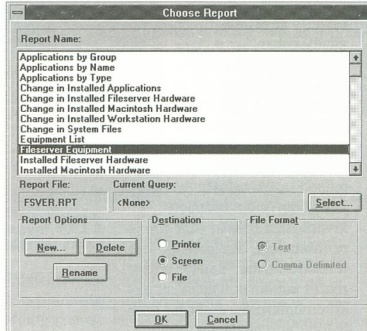 Choose Report
Report Name:
Applications by Group
Applications by Name
Applications by Type
Change in Installed Applications
Change in Installed Fileserver Hardware
Change in Installed Macintosh Hardware
Change in Installed Workstation Hardware
Change in System Files
Equipment List
Fileserver Equipment
Installed Fileserver Hardware
Installed Macintosh Hardware
Report File: Current Query:
FSVER.RPT <None> Select...
Report Options Destination File Format
New... Delete Printer Text
Screen Comma Delimited
Rename File
OK Cancel